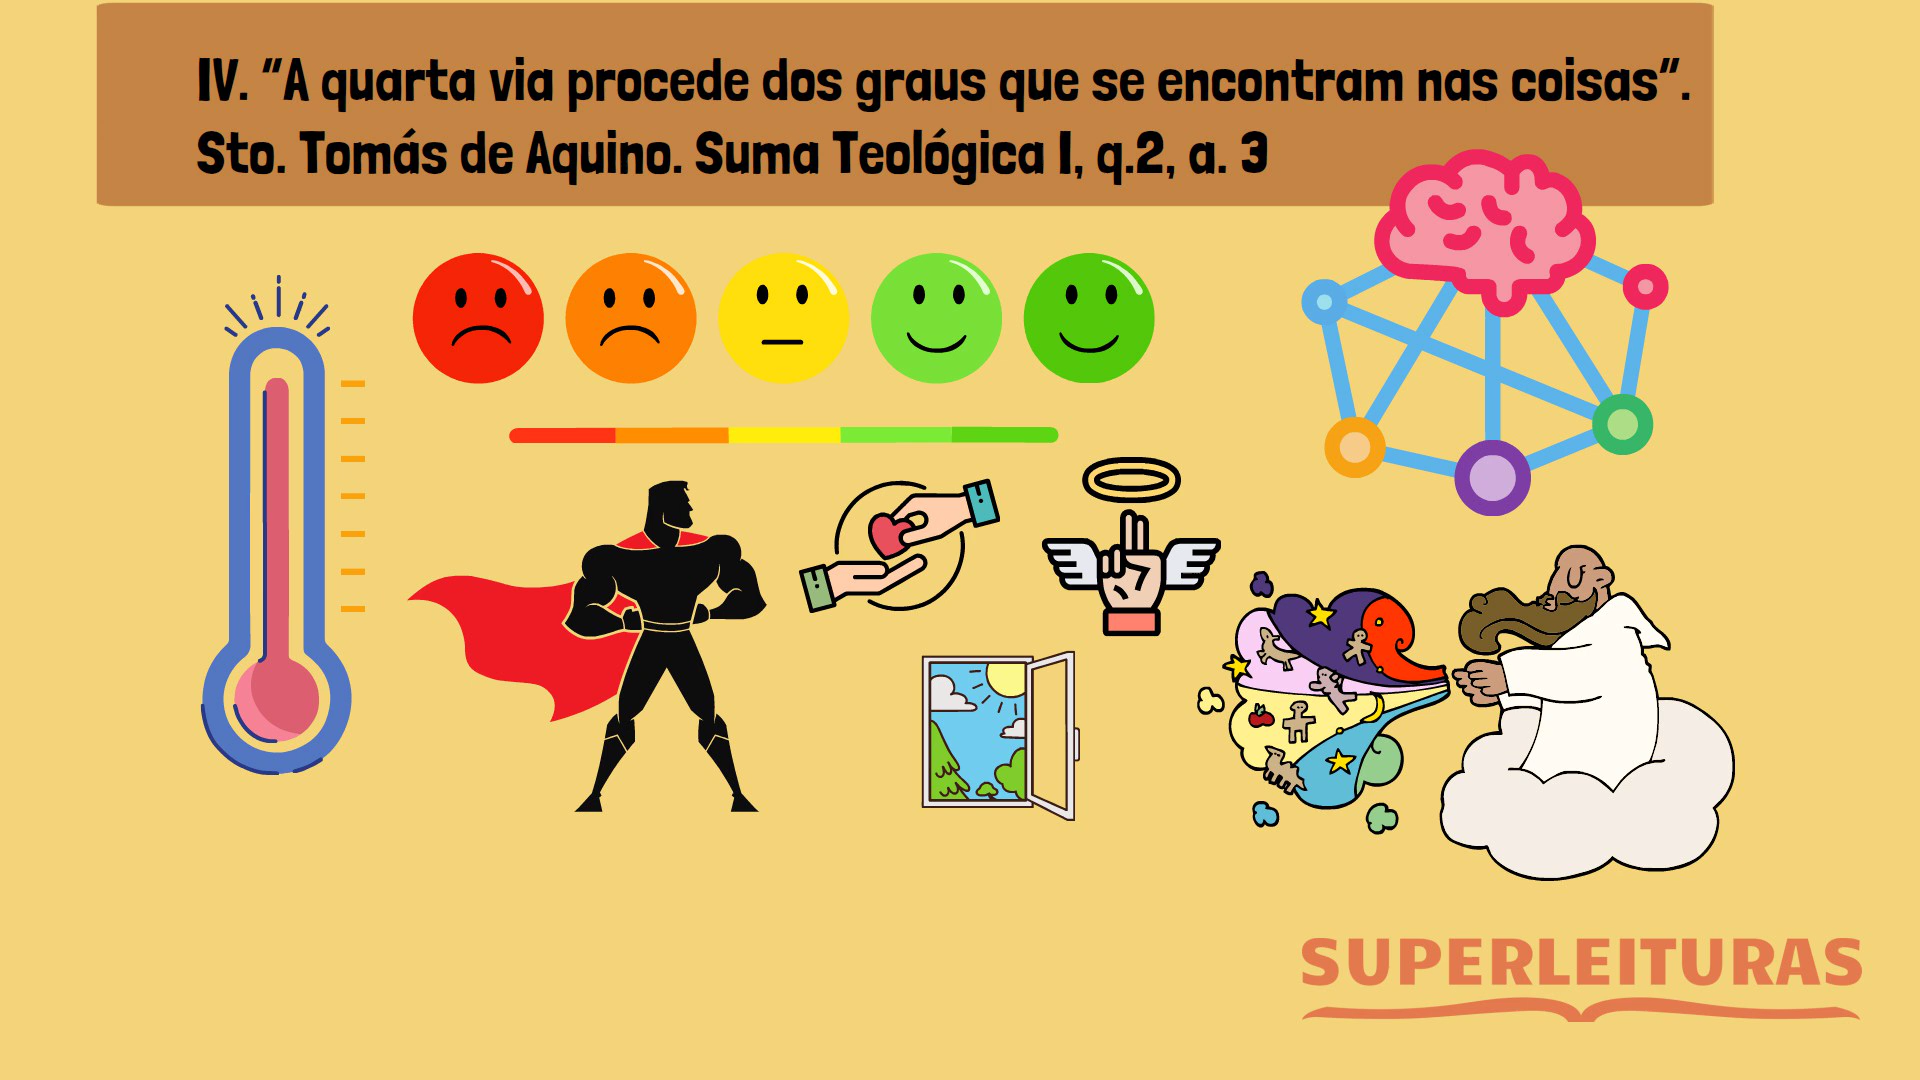 IV. "A quarta via procede dos graus que se encontram nas coisas".
Sto. Tomás de Aquino. Suma Teológica I, q.2, a. 3
SUPERLEITURAS